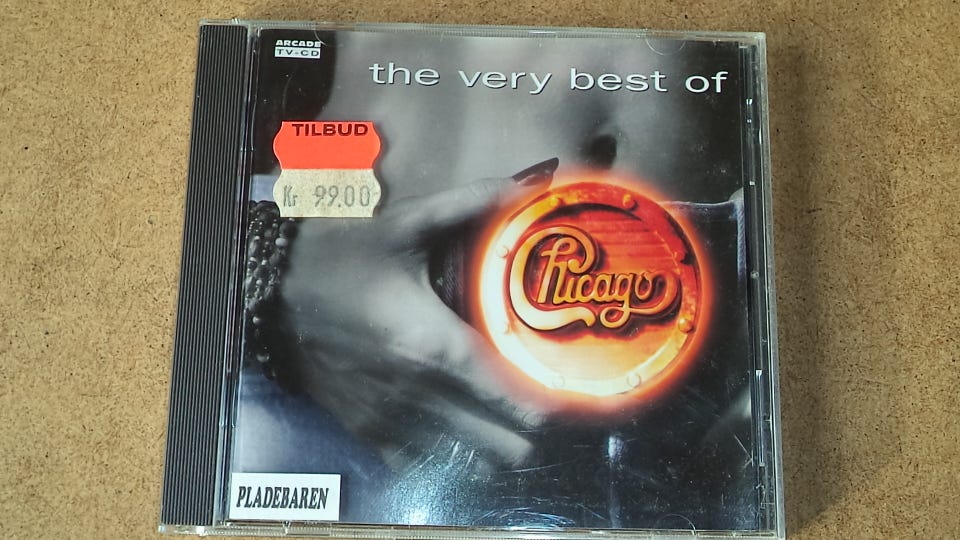 ARCADE
TV-CD
the very best of
TILBUD
Kr 99.00
Chicago
PLADEBAREN